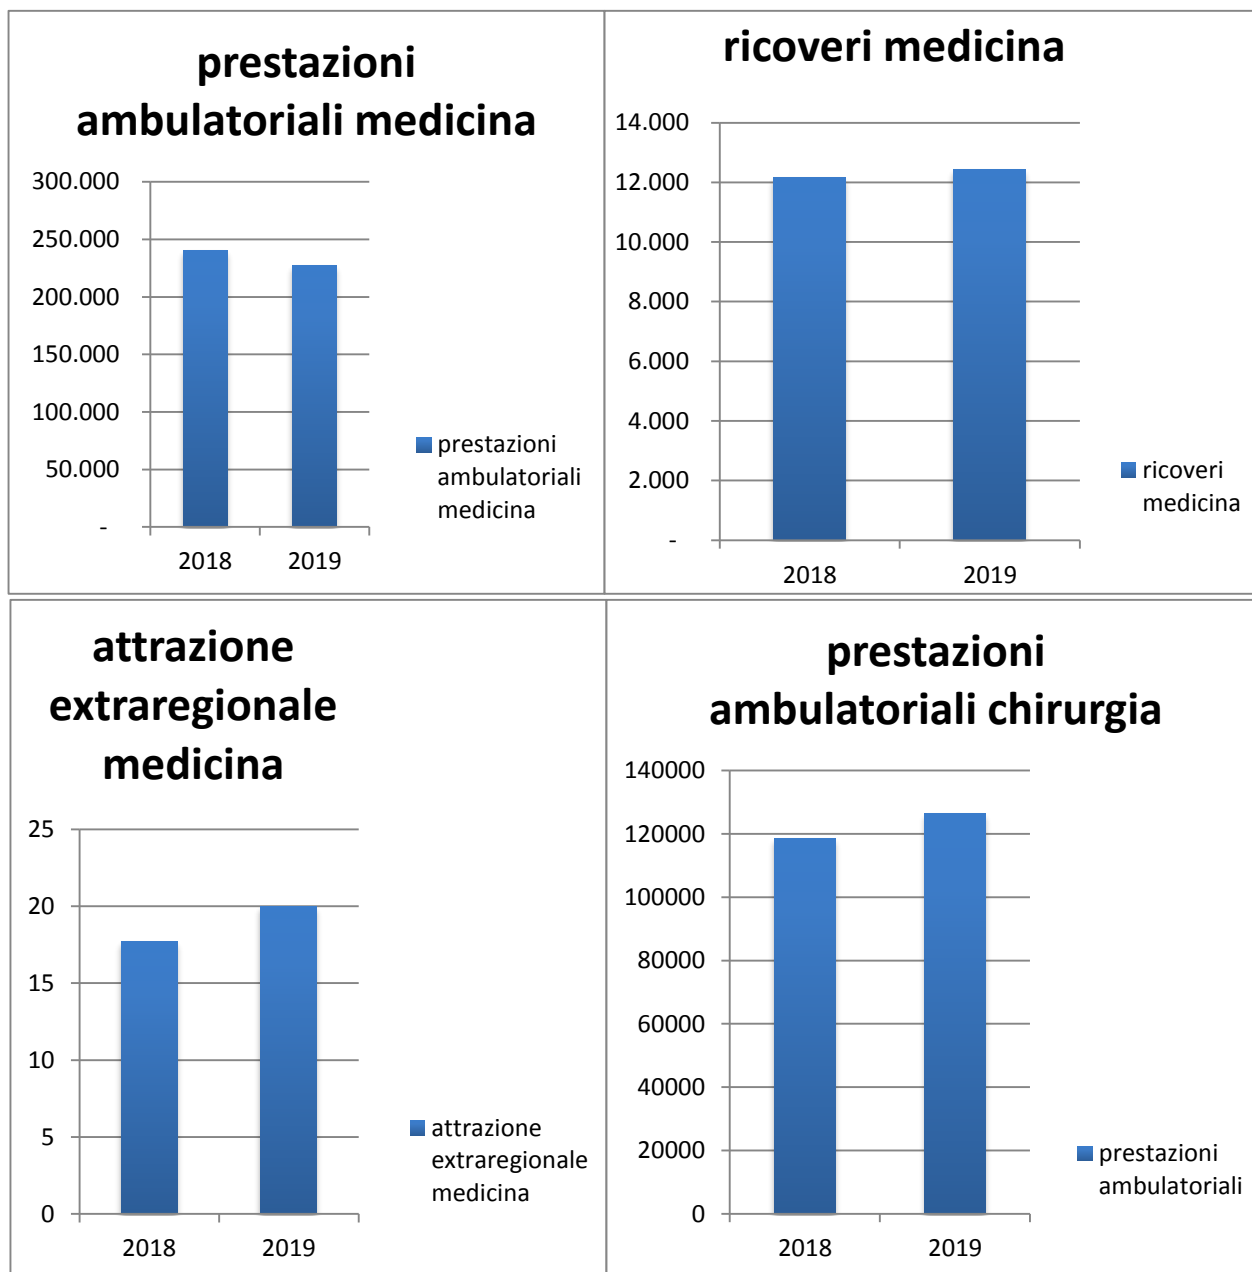 prestazioni
ambulatoriali medicina
300.000
250.000
200.000
150.000
100.000
50.000
-
2018 2019
prestazioni
ambulatoriali
medicina
ricoveri medicina
14.000
12.000
10.000
8.000
6.000
4.000
2.000
-
2018 2019
ricoveri
medicina
attrazione
extraregionale
medicina
25
20
15
10
5
0
2018 2019
attrazione
extraregionale
medicina
prestazioni
ambulatoriali chirurgia
140000
120000
100000
80000
60000
40000
20000
0
2018 2019
prestazioni
ambulatoriali